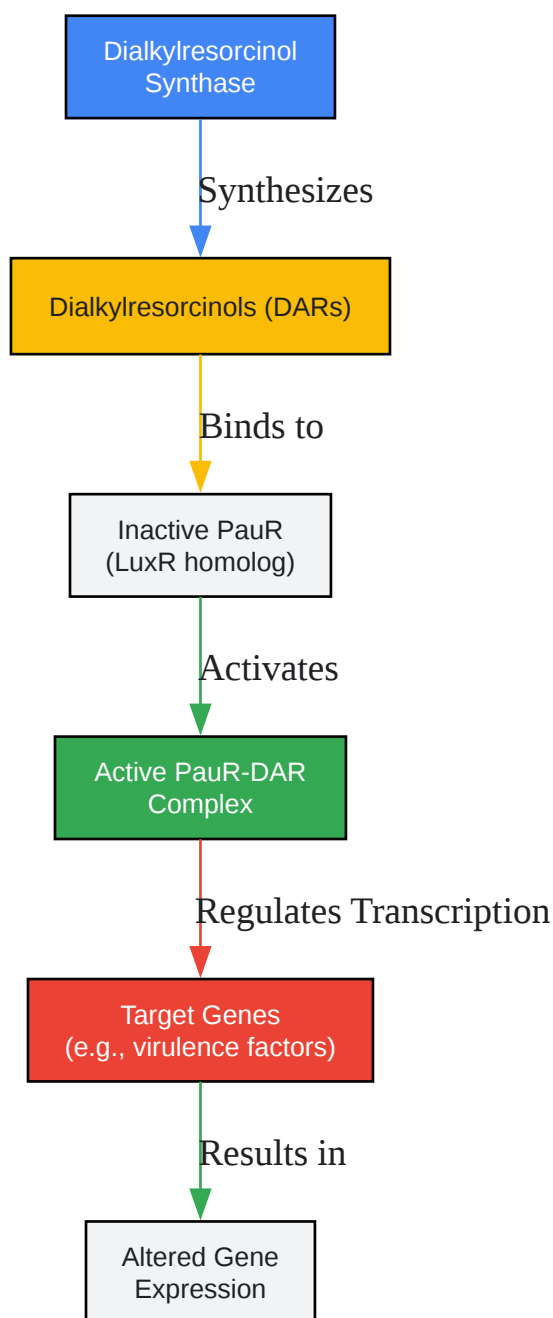 Dialkylresorcinol
Synthase
Synthesizes
Dialkylresorcinols (DARs)
Binds to
Inactive PauR
(LuxR homolog)
Activates
Active PauR-DAR
Complex
Regulates Transcription
Target Genes
(e.g., virulence factors)
Results in
Altered Gene
Expression